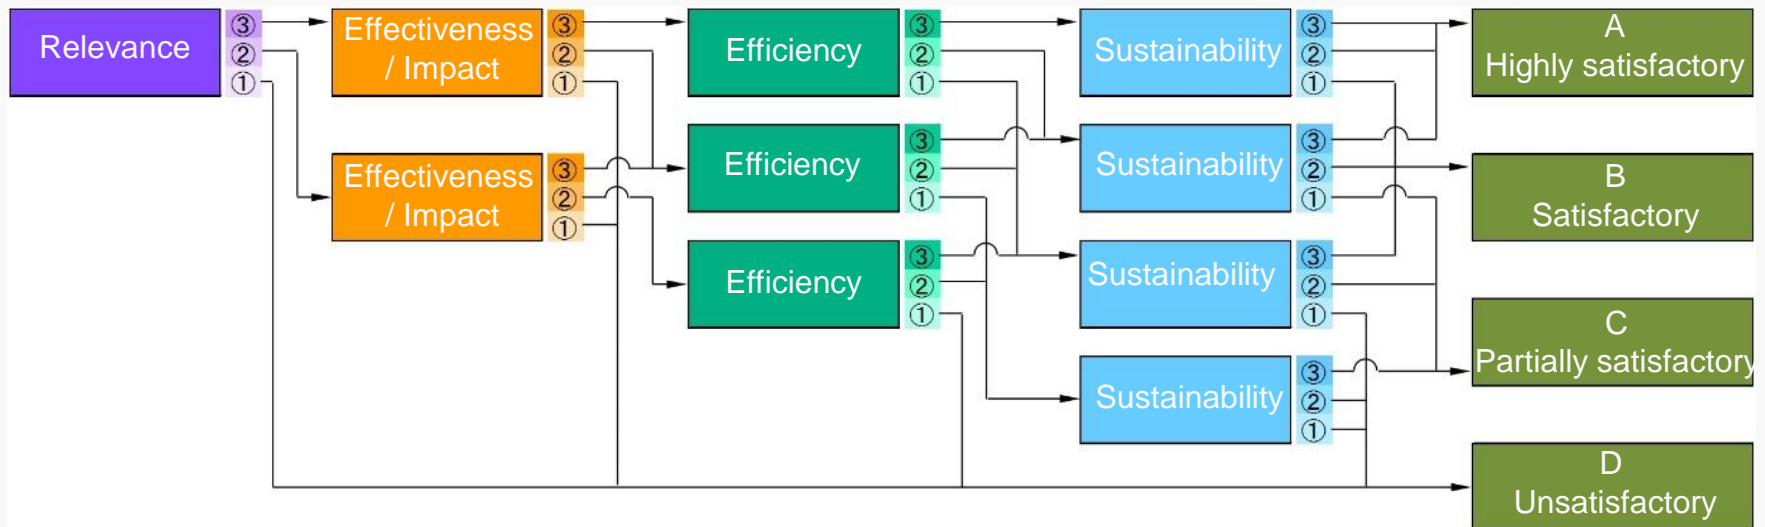 Relevance
③
②
①
Effectiveness
/ Impact
③
②
①
Effectiveness
/ Impact
③
②
①
Efficiency
③
②
①
Efficiency
③
②
①
Efficiency
③
②
①
Sustainability
③
②
①
Sustainability
③
②
①
Sustainability
③
②
①
Sustainability
③
②
①
A
Highly satisfactory
B
Satisfactory
C
Partially satisfactory
D
Unsatisfactory